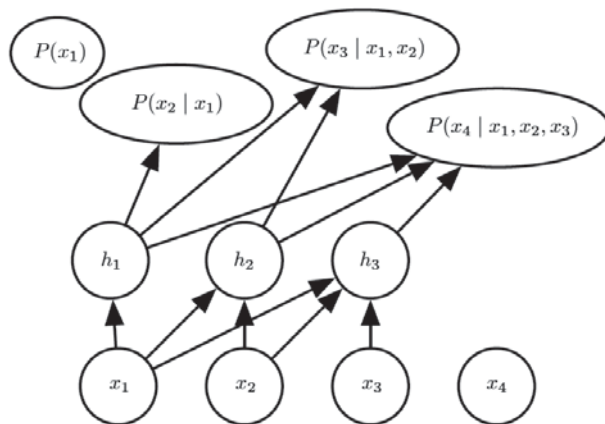 P(x₁)
P(x₂ | x₁)
P(x₃ | x₁, x₂)
P(x₄ | x₁, x₂, x₃)
h₁ h₂ h₃
x₁ x₂ x₃ x₄